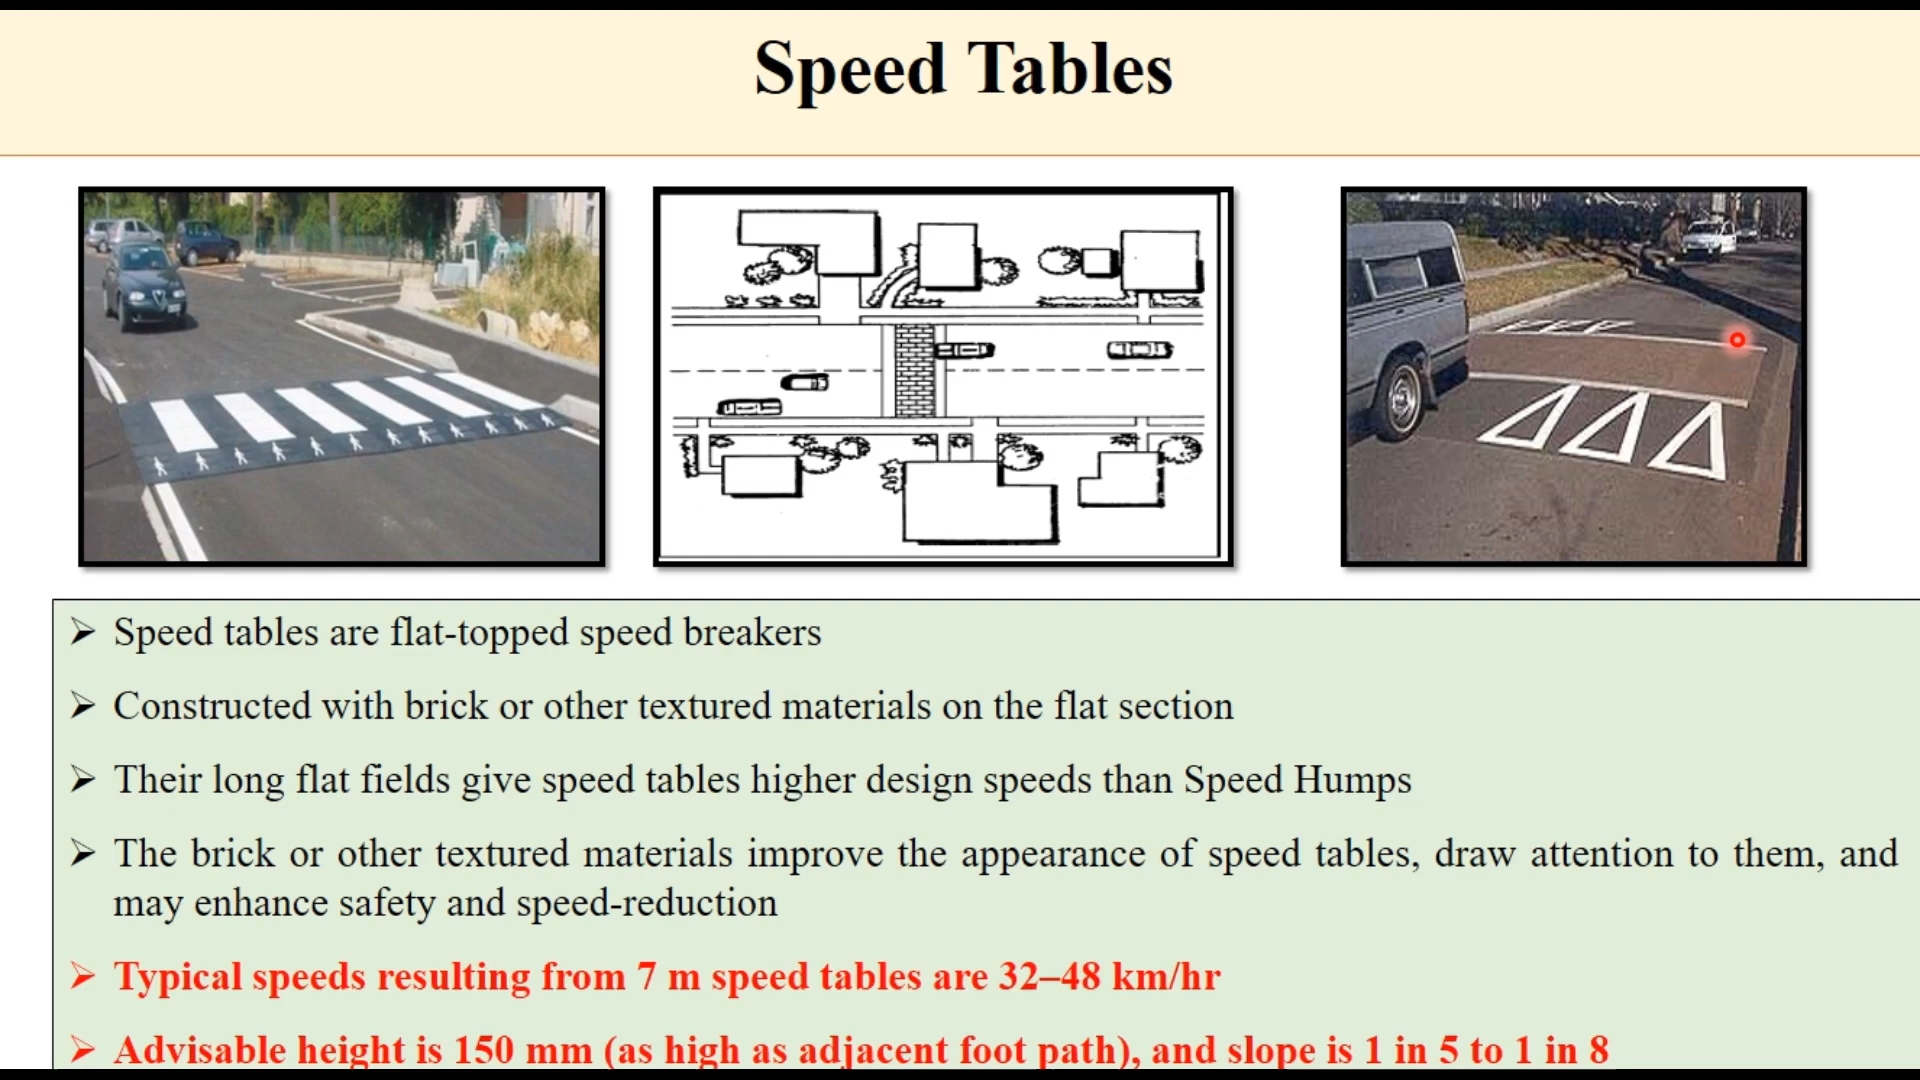 Speed Tables
➢ Speed tables are flat-topped speed breakers
➢ Constructed with brick or other textured materials on the flat section
➢ Their long flat fields give speed tables higher design speeds than Speed Humps
➢ The brick or other textured materials improve the appearance of speed tables, draw attention to them, and
may enhance safety and speed-reduction
➢ Typical speeds resulting from 7 m speed tables are 32–48 km/hr
➢ Advisable height is 150 mm (as high as adjacent foot path), and slope is 1 in 5 to 1 in 8